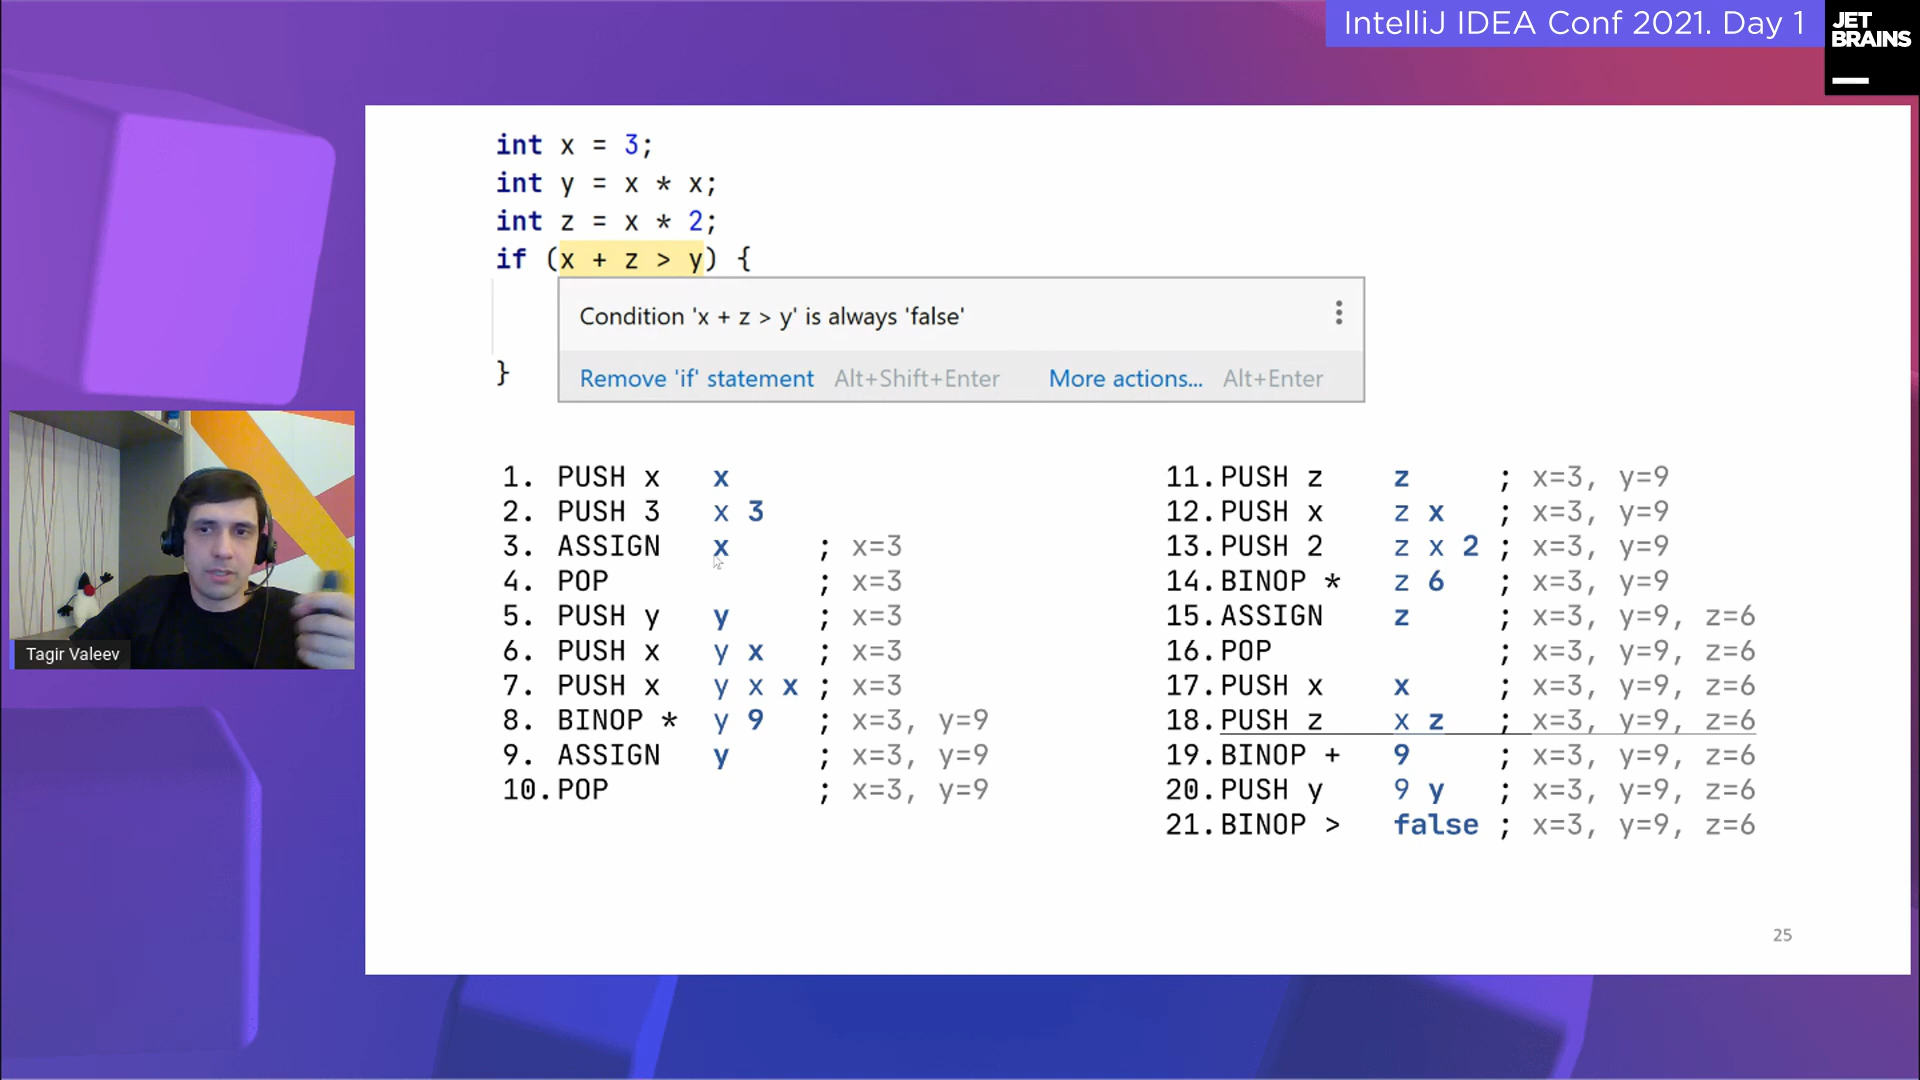 IntelliJ IDEA Conf 2021. Day 1
JET
BRAINS
int x = 3;
int y = x * x;
int z = x * 2;
if (x + z > y) {
Condition 'x + z > y' is always 'false'
Remove 'if' statement Alt+Shift+Enter More actions... Alt+Enter
}
1. PUSH x x
2. PUSH 3 x 3
3. ASSIGN x ; x=3
4. POP ; x=3
5. PUSH y y ; x=3
6. PUSH x y x ; x=3
7. PUSH x y x x ; x=3
8. BINOP * y 9 ; x=3, y=9
9. ASSIGN y ; x=3, y=9
10. POP ; x=3, y=9
11. PUSH z z ; x=3, y=9
12. PUSH x z x ; x=3, y=9
13. PUSH 2 z x 2 ; x=3, y=9
14. BINOP * z 6 ; x=3, y=9
15. ASSIGN z ; x=3, y=9, z=6
16. POP ; x=3, y=9, z=6
17. PUSH x x ; x=3, y=9, z=6
18. PUSH z x z ; x=3, y=9, z=6
19. BINOP + 9 ; x=3, y=9, z=6
20. PUSH y 9 y ; x=3, y=9, z=6
21. BINOP > false ; x=3, y=9, z=6
Tagir Valeev
25